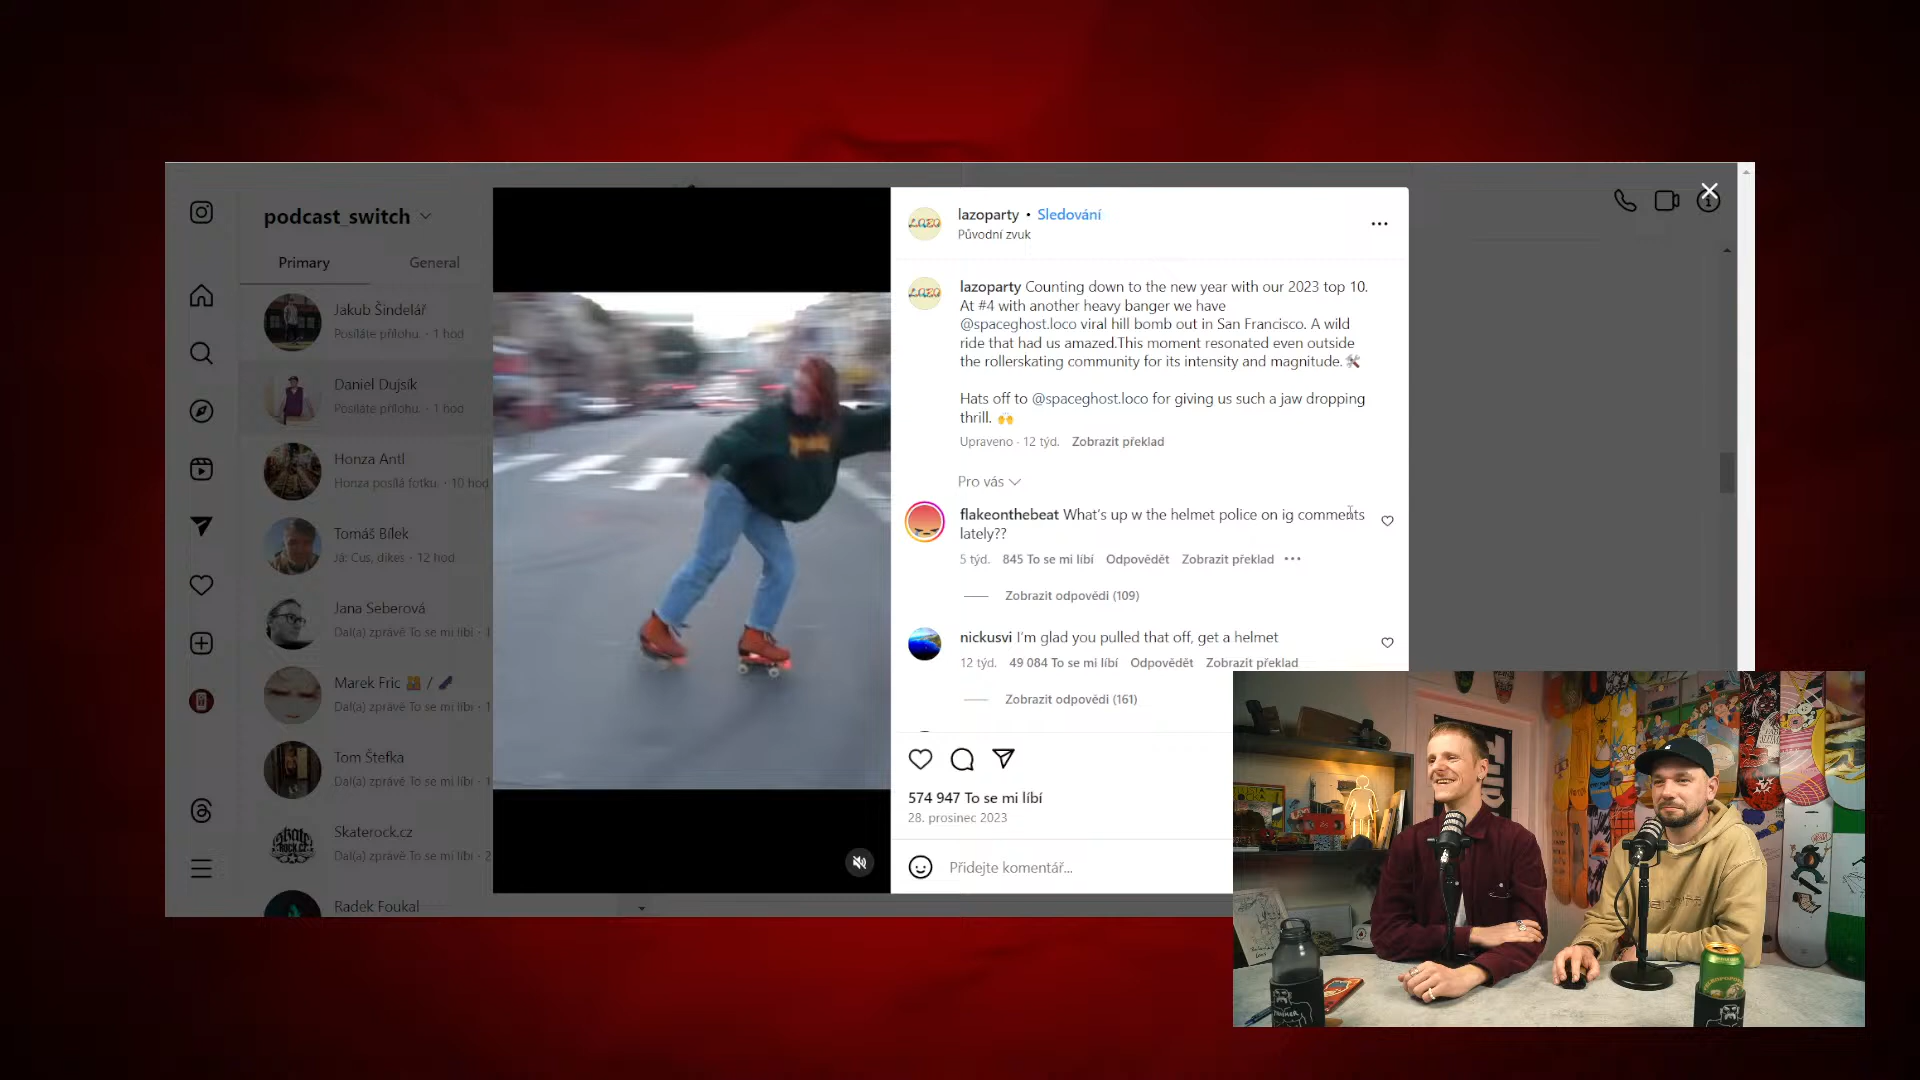 podcast_switch
Primary
General
Jakub Šindelář
Posíláte přílohu. · 1 hod
Daniel Dujsík
Posíláte přílohu. · 1 hod
Honza Antl
Honza posílá fotku. · 10 hod
Tomáš Bílek
Já: Cus, dikes · 12 hod
Jana Seberová
Dal(a) zprávě To se mi líbí · 1
Marek Fric
/
Dal(a) zprávě To se mi líbí · 1
Tom Štefka
Dal(a) zprávě To se mi líbí · 1
Skaterock.cz
Dal(a) zprávě To se mi líbí · 2
Radek Foukal
lazoparty • Sledování
Původní zvuk
lazoparty Counting down to the new year with our 2023 top 10.
At #4 with another heavy banger we have
@spaceghost.loco viral hill bomb out in San Francisco. A wild
ride that had us amazed.This moment resonated even outside
the rollerskating community for its intensity and magnitude.
Hats off to @spaceghost.loco for giving us such a jaw dropping
thrill.
Upraveno · 12 týd. Zobrazit překlad
Pro vás
flakeonthebeat What's up w the helmet police on ig comments
lately??
5 týd. 845 To se mi líbí Odpovědět Zobrazit překlad
Zobrazit odpovědi (109)
nickusvi I'm glad you pulled that off, get a helmet
12 týd. 49 084 To se mi líbí Odpovědět Zobrazit překlad
Zobrazit odpovědi (161)
574 947 To se mi líbí
28. prosinec 2023
Přidejte komentář...